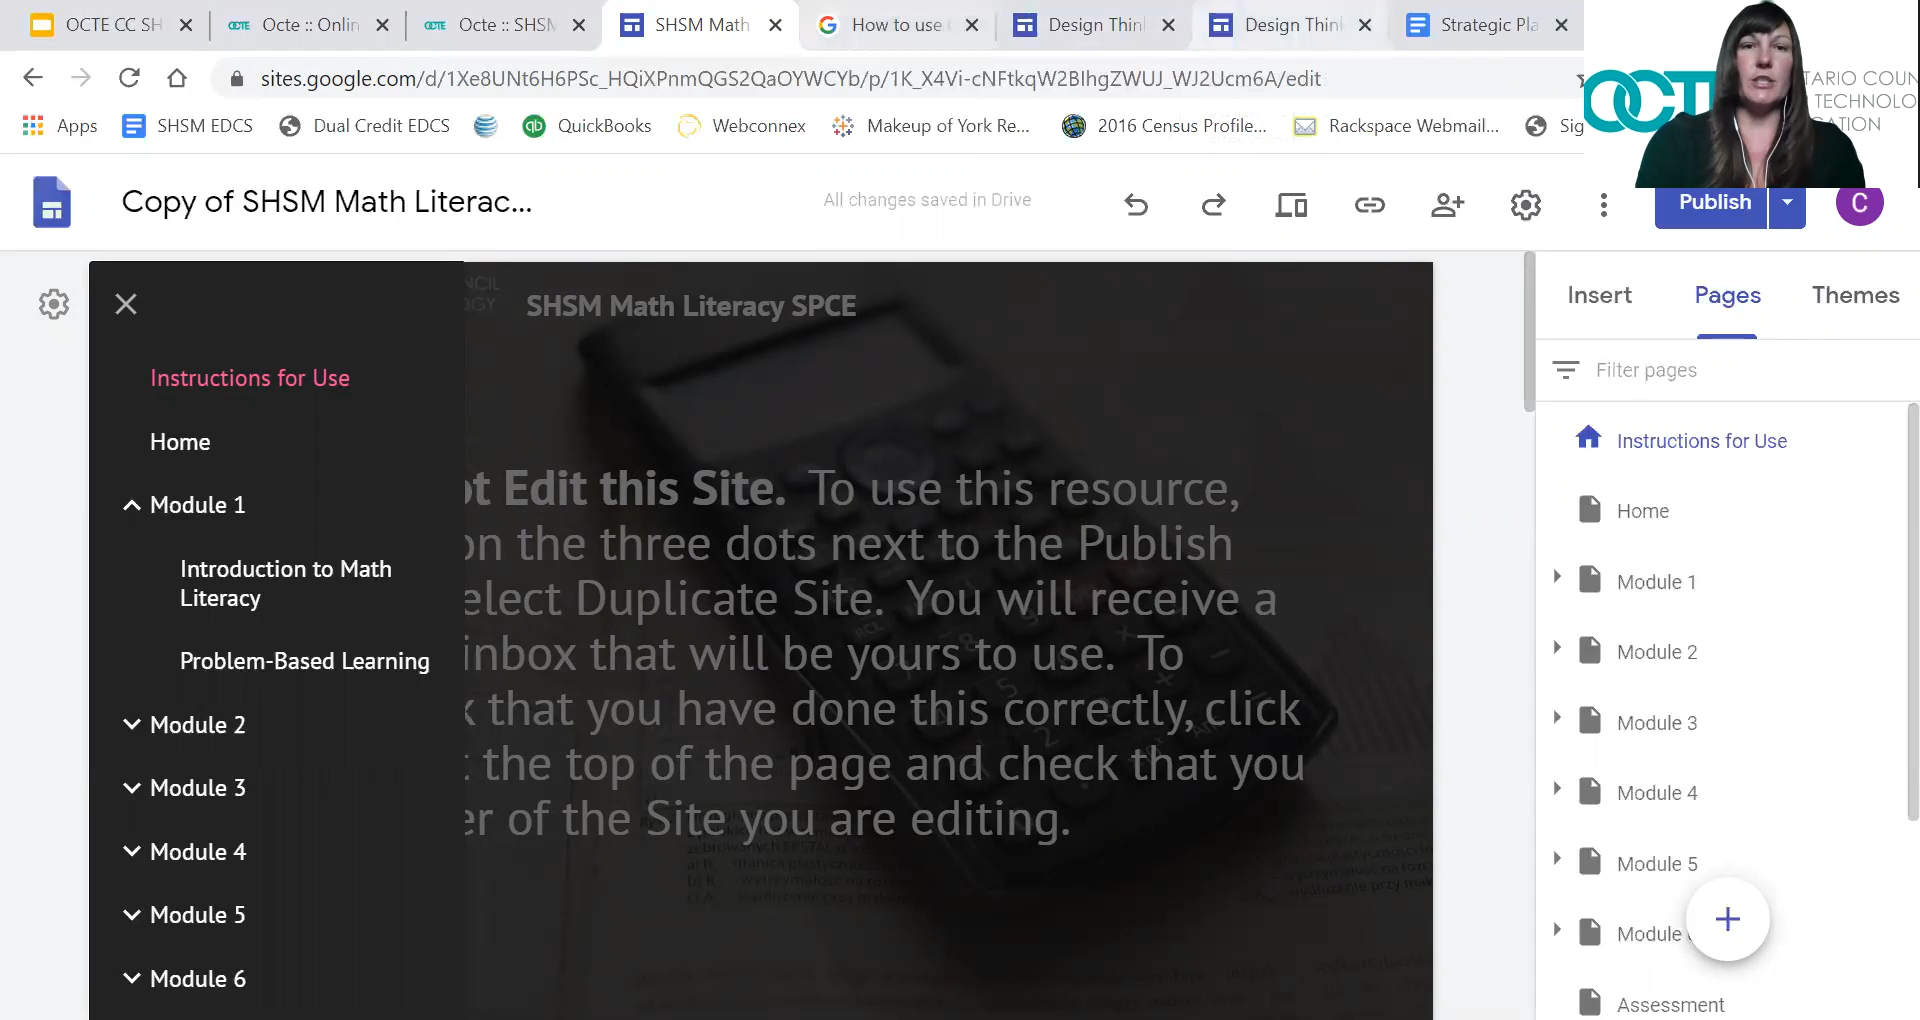 OCTE CC SH
Octe :: Onlin
Octe :: SHSM
SHSM Math
How to use
Design Thin
Design Thin
Strategic Pla
sites.google.com/d/1Xe8UNt6H6PSc_HQiXPnmQGS2QaOYWCYb/p/1K_X4Vi-cNFtkqW2BIhgZWUJ_WJ2Ucm6A/edit
OCTE
TARIO COUN
TECHNOLO
CATION
Apps
SHSM EDCS
Dual Credit EDCS
QuickBooks
Webconnex
Makeup of York Re...
2016 Census Profile...
Rackspace Webmail...
Sig
Copy of SHSM Math Literac...
All changes saved in Drive
Publish
C
NCIL
OGY
SHSM Math Literacy SPCE
Insert
Pages
Themes
Filter pages
Instructions for Use
Home
Module 1
Introduction to Math
Literacy
Problem-Based Learning
Module 2
Module 3
Module 4
Module 5
Module 6
ot Edit this Site. To use this resource,
on the three dots next to the Publish
elect Duplicate Site. You will receive a
inbox that will be yours to use. To
k that you have done this correctly, click
t the top of the page and check that you
er of the Site you are editing.
Instructions for Use
Home
Module 1
Module 2
Module 3
Module 4
Module 5
Module
Assessment